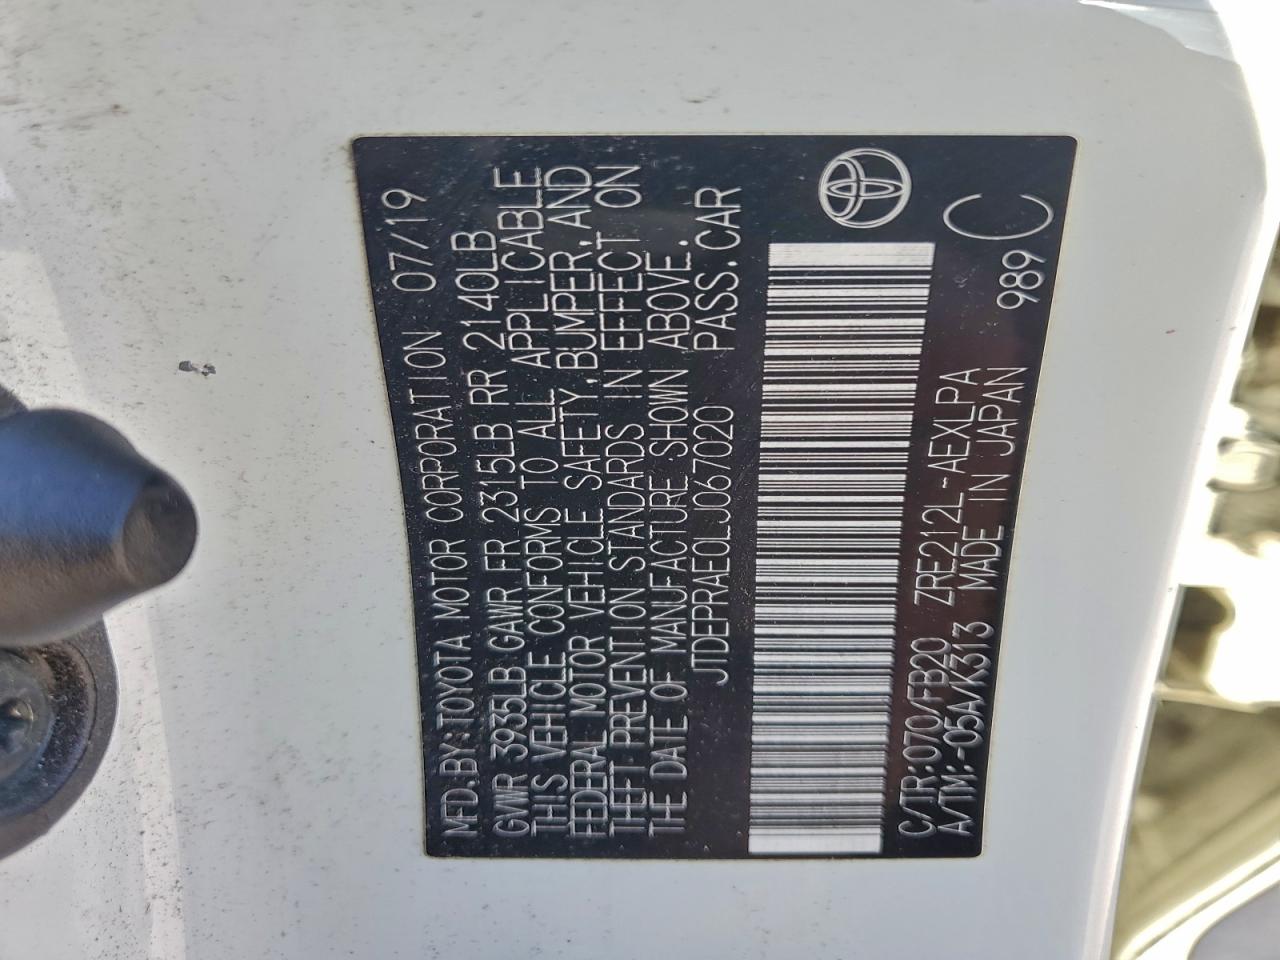 MFD.BY:TOYOTA MOTOR CORPORATION 07/19
GVWR 3935LB GAWR FR 2315LB RR 2140LB
THIS VEHICLE CONFORMS TO ALL APPLICABLE
FEDERAL MOTOR VEHICLE SAFETY,BUMPER,AND
THEFT PREVENTION STANDARDS IN EFFECT ON
THE DATE OF MANUFACTURE SHOWN ABOVE.
JTDEPRAE0LJ067020 PASS.CAR
C/TR:070/FB20 ZRE212L-AEXLPA 989
A/TM:-05A/K313 MADE IN JAPAN C